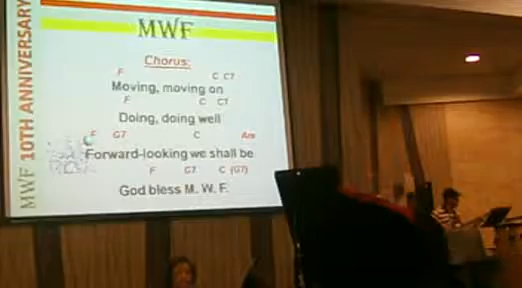 MWF 10TH ANNIVERSARY
MWF
Chorus:
F C C7
Moving, moving on
F C C7
Doing, doing well
F G7 C Am
Forward-looking we shall be
F G7 C (G7)
God bless M. W. F.